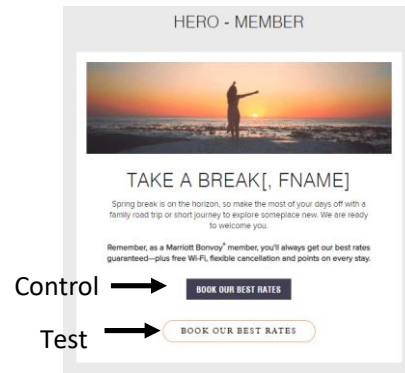 HERO - MEMBER
TAKE A BREAK[, FNAME]
Spring break is on the horizon, so make the most of your days off with a
family road trip or short journey to explore someplace new. We are ready
to welcome you.
Remember, as a Marriott Bonvoy® member, you'll always get our best rates
guaranteed—plus free Wi-Fi, flexible cancellation and points on every stay.
Control
BOOK OUR BEST RATES
Test
BOOK OUR BEST RATES